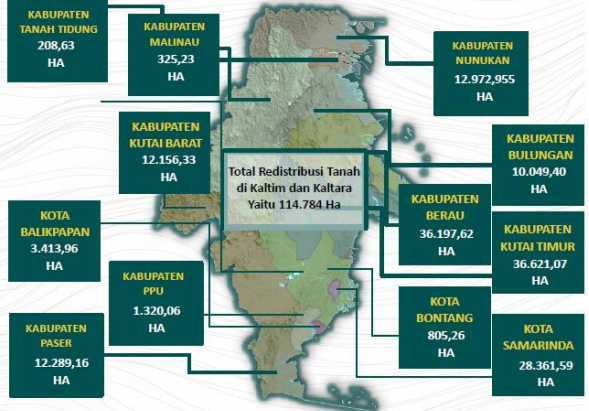 KABUPATEN
TANAH TIDUNG
208,63
HA
KABUPATEN
MALINAU
325,23
HA
KABUPATEN
NUNUKAN
12.972,955
HA
KABUPATEN
KUTAI BARAT
12.156,33
HA
Total Redistribusi Tanah
di Kaltim dan Kaltara
Yaitu 114.784 Ha
KABUPATEN
BULUNGAN
10.049,40
HA
KABUPATEN
BERAU
36.197,62
HA
KOTA
BALIKPAPAN
3.413,96
HA
KABUPATEN
KUTAI TIMUR
36.621,07
HA
KABUPATEN
PPU
1.320,06
HA
KOTA
BONTANG
805,26
HA
KABUPATEN
PASER
12.289,16
HA
KOTA
SAMARINDA
28.361,59
HA